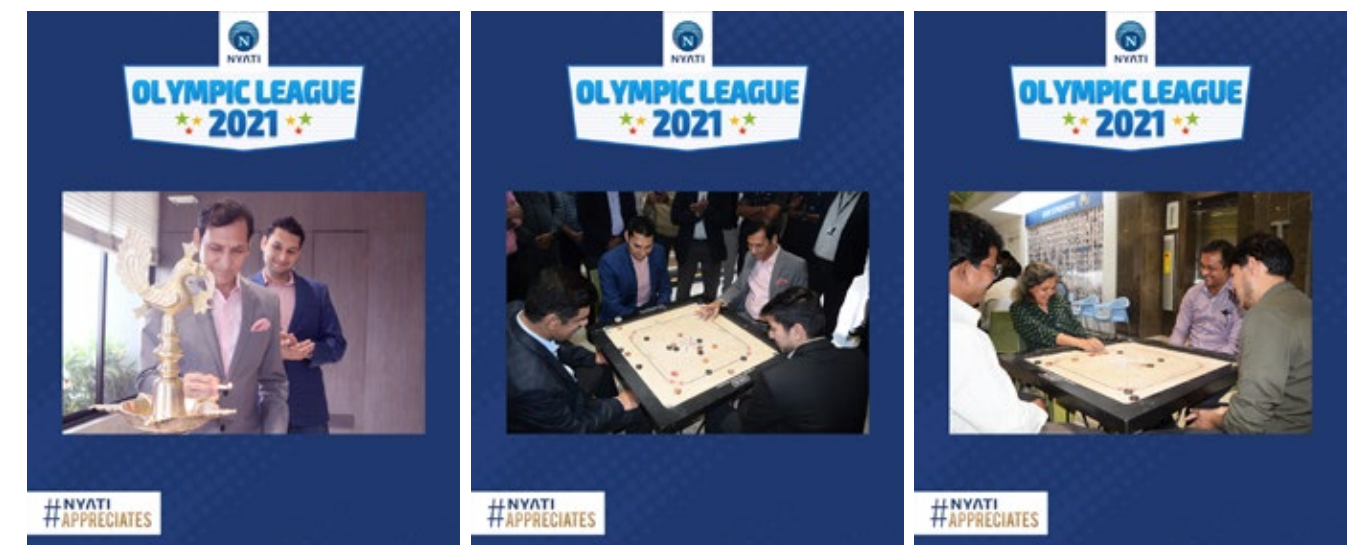 NYATI
OLYMPIC LEAGUE
2021
#NYATI
APPRECIATES
NYATI
OLYMPIC LEAGUE
2021
#NYATI
APPRECIATES
NYATI
OLYMPIC LEAGUE
2021
#NYATI
APPRECIATES